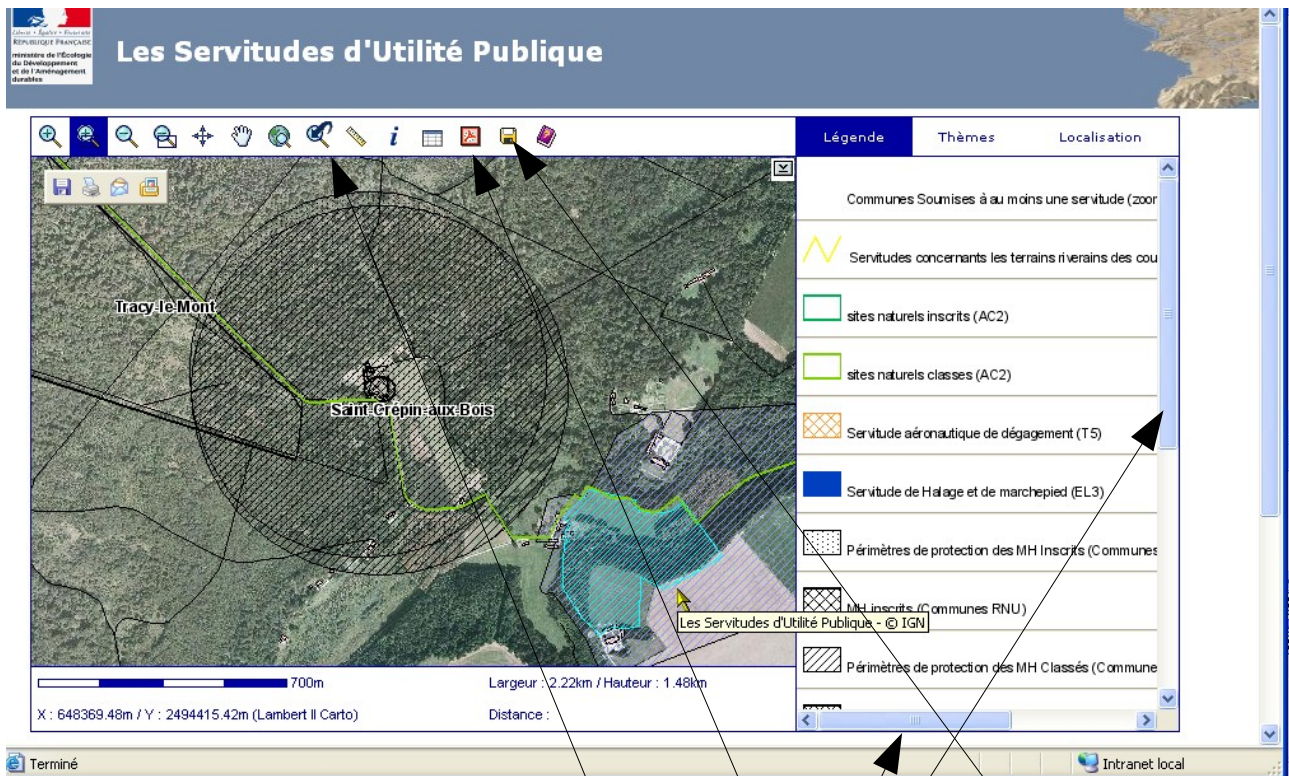 Liberté • Égalité • Fraternité
RÉPUBLIQUE FRANÇAISE
ministère de l'Écologie
du Développement
et de l'Aménagement
durables
Les Servitudes d'Utilité Publique
Légende
Thèmes
Localisation
Communes Soumises à au moins une servitude (zoor
Servitudes concernants les terrains riverains des cou
sites naturels inscrits (AC2)
sites naturels classes (AC2)
Servitude aéronautique de dégagement (T5)
Servitude de Halage et de marchepied (EL3)
Périmètres de protection des MH Inscrits (Communes
MH inscrits (Communes RNU)
Périmètres de protection des MH Classés (Commune
Tracy-le-Mont
Saint-Crépin-aux-Bois
Les Servitudes d'Utilité Publique - © IGN
700m
Largeur : 2.22km / Hauteur : 1.48km
X : 648369.48m / Y : 2494415.42m (Lambert II Carto)
Distance :
Terminé
Intranet local